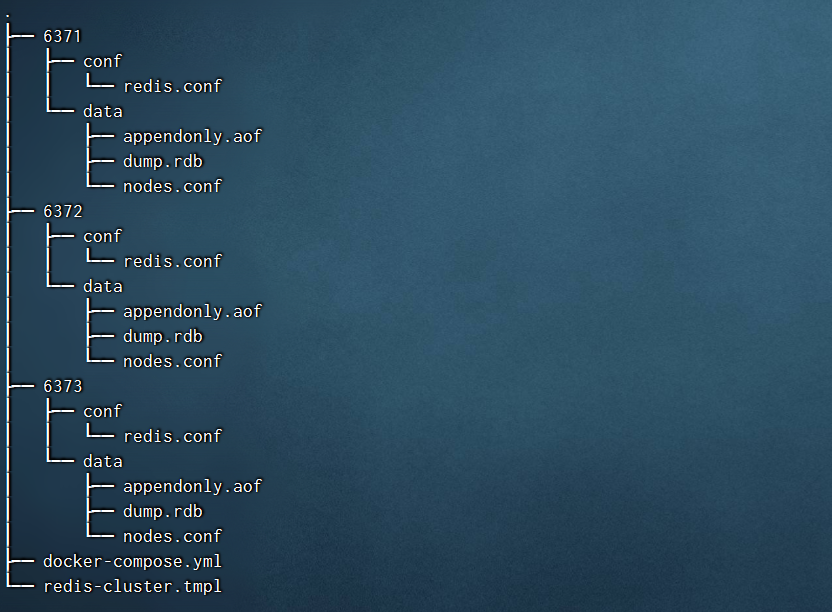 .
├── 6371
│   ├── conf
│   │   └── redis.conf
│   └── data
│       ├── appendonly.aof
│       ├── dump.rdb
│       └── nodes.conf
├── 6372
│   ├── conf
│   │   └── redis.conf
│   └── data
│       ├── appendonly.aof
│       ├── dump.rdb
│       └── nodes.conf
├── 6373
│   ├── conf
│   │   └── redis.conf
│   └── data
│       ├── appendonly.aof
│       ├── dump.rdb
│       └── nodes.conf
├── docker-compose.yml
└── redis-cluster.tmpl